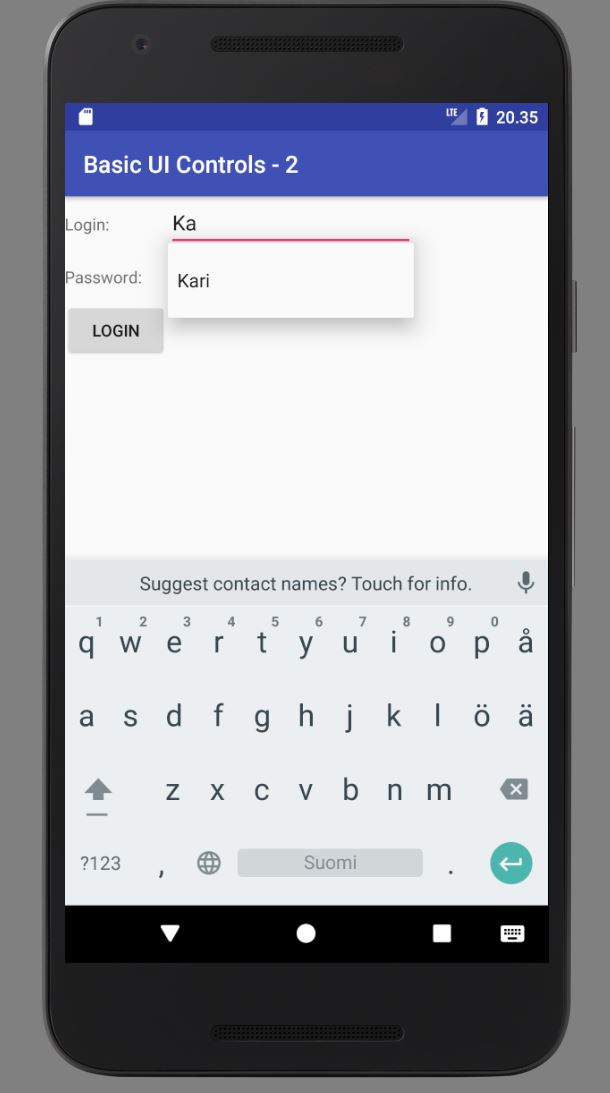 LTE 20.35
Basic UI Controls - 2
Login: Ka
Kari
Password:
LOGIN
Suggest contact names? Touch for info.
1 2 3 4 5 6 7 8 9 0
q w e r t y u i o p å
a s d f g h j k l ö ä
z x c v b n m
?123 , Suomi .